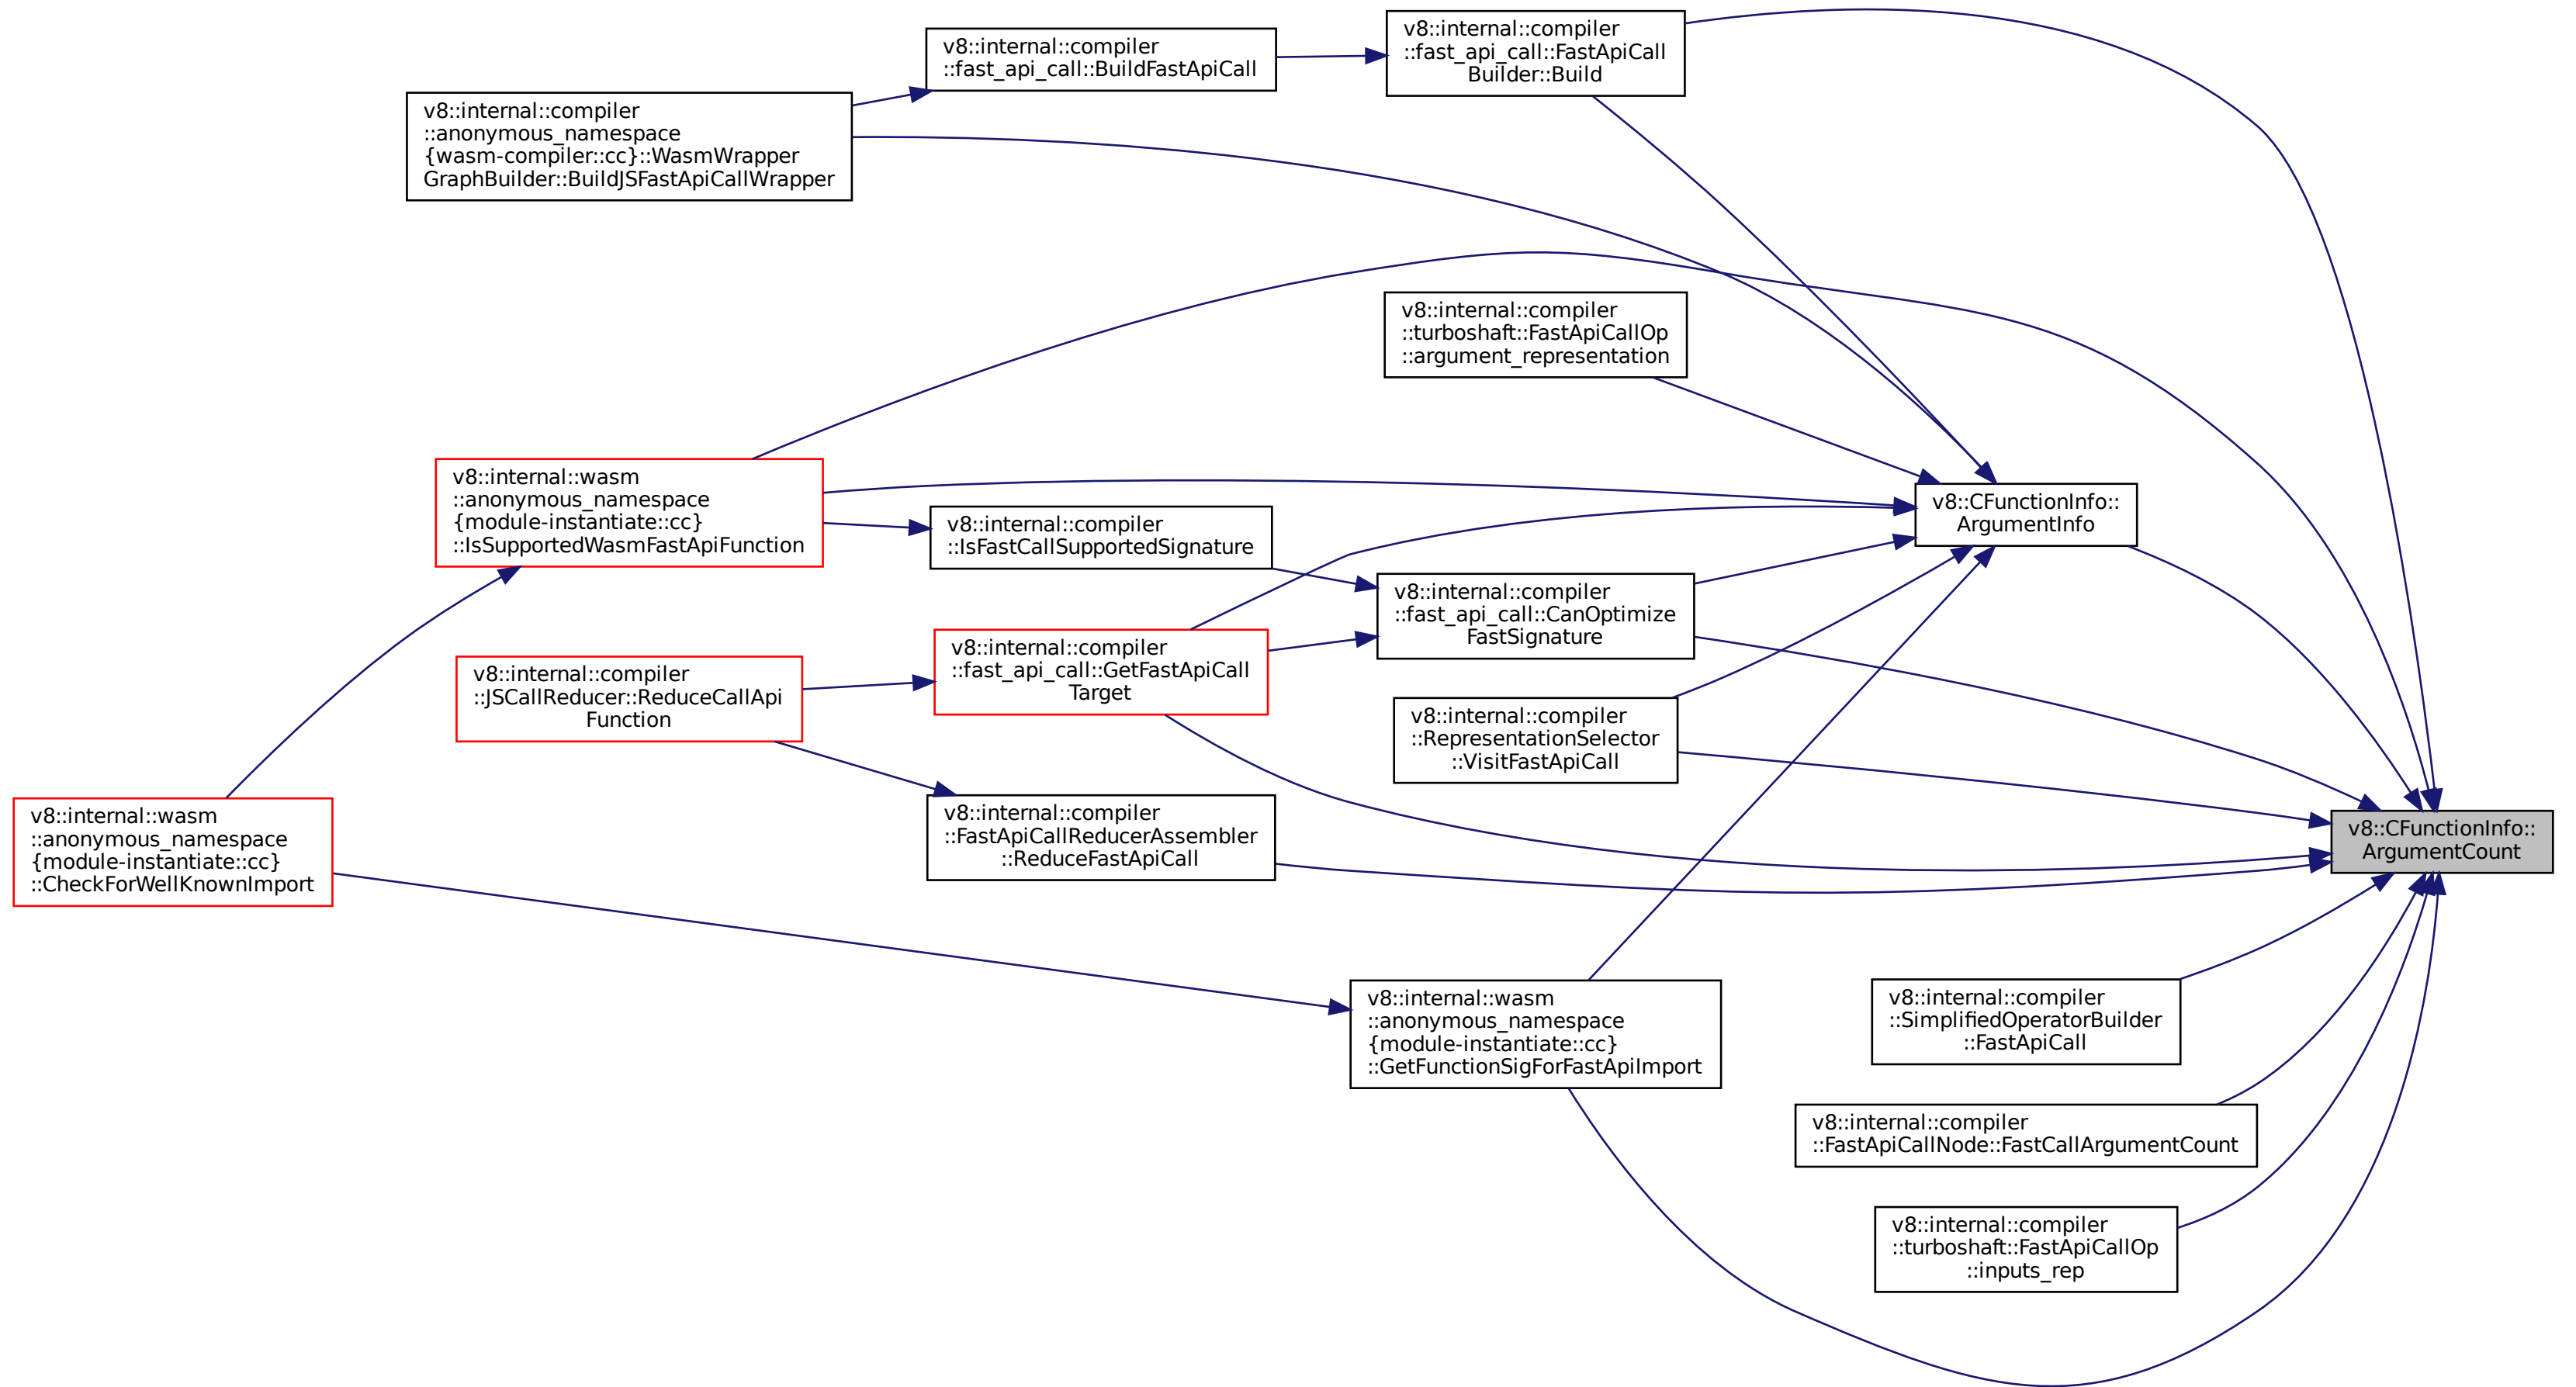 v8::internal::compiler
::fast_api_call::FastApiCall
Builder::Build
v8::internal::compiler
::fast_api_call::BuildFastApiCall
v8::internal::compiler
::anonymous_namespace
{wasm-compiler::cc}::WasmWrapper
GraphBuilder::BuildJSFastApiCallWrapper
v8::internal::compiler
::turboshaft::FastApiCallOp
::argument_representation
v8::internal::wasm
::anonymous_namespace
{module-instantiate::cc}
::IsSupportedWasmFastApiFunction
v8::internal::compiler
::IsFastCallSupportedSignature
v8::CFunctionInfo::
ArgumentInfo
v8::internal::compiler
::fast_api_call::CanOptimize
FastSignature
v8::internal::compiler
::fast_api_call::GetFastApiCall
Target
v8::internal::compiler
::JSCallReducer::ReduceCallApi
Function
v8::internal::compiler
::RepresentationSelector
::VisitFastApiCall
v8::internal::wasm
::anonymous_namespace
{module-instantiate::cc}
::CheckForWellKnownImport
v8::internal::compiler
::FastApiCallReducerAssembler
::ReduceFastApiCall
v8::CFunctionInfo::
ArgumentCount
v8::internal::wasm
::anonymous_namespace
{module-instantiate::cc}
::GetFunctionSigForFastApiImport
v8::internal::compiler
::SimplifiedOperatorBuilder
::FastApiCall
v8::internal::compiler
::FastApiCallNode::FastCallArgumentCount
v8::internal::compiler
::turboshaft::FastApiCallOp
::inputs_rep